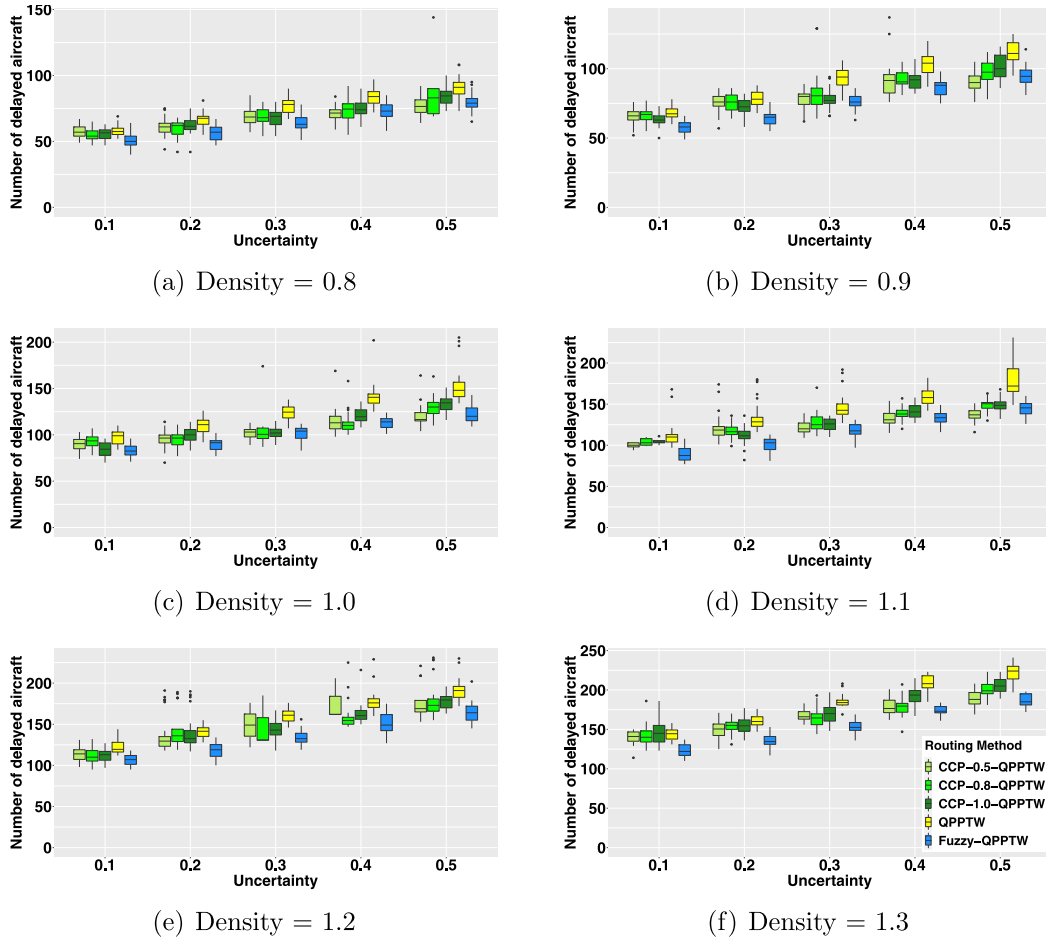 Number of delayed aircraft
150
100
50
0
0.1 0.2 0.3 0.4 0.5
Uncertainty
(a) Density = 0.8
Number of delayed aircraft
100
50
0
0.1 0.2 0.3 0.4 0.5
Uncertainty
(b) Density = 0.9
Number of delayed aircraft
200
150
100
50
0
0.1 0.2 0.3 0.4 0.5
Uncertainty
(c) Density = 1.0
Number of delayed aircraft
200
150
100
50
0
0.1 0.2 0.3 0.4 0.5
Uncertainty
(d) Density = 1.1
Number of delayed aircraft
200
150
100
50
0
0.1 0.2 0.3 0.4 0.5
Uncertainty
(e) Density = 1.2
Number of delayed aircraft
250
200
150
100
50
0
Routing Method
CCP−0.5−QPPTW
CCP−0.8−QPPTW
CCP−1.0−QPPTW
QPPTW
Fuzzy−QPPTW
0.1 0.2 0.3 0.4 0.5
Uncertainty
(f) Density = 1.3